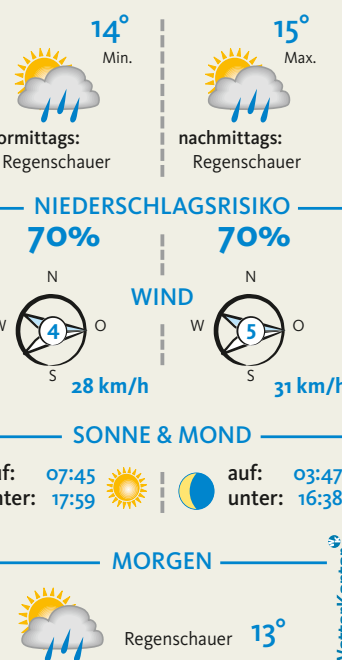 14° 15°
Min. Max.
ormittags: nachmittags:
Regenschauer Regenschauer
NIEDERSCHLAGSRISIKO
70% 70%
N N
WIND
W 4 O W 5 O
S S
28 km/h 31 km/h
SONNE & MOND
f: 07:45 auf: 03:47
nter: 17:59 unter: 16:38
MORGEN
Regenschauer 13°